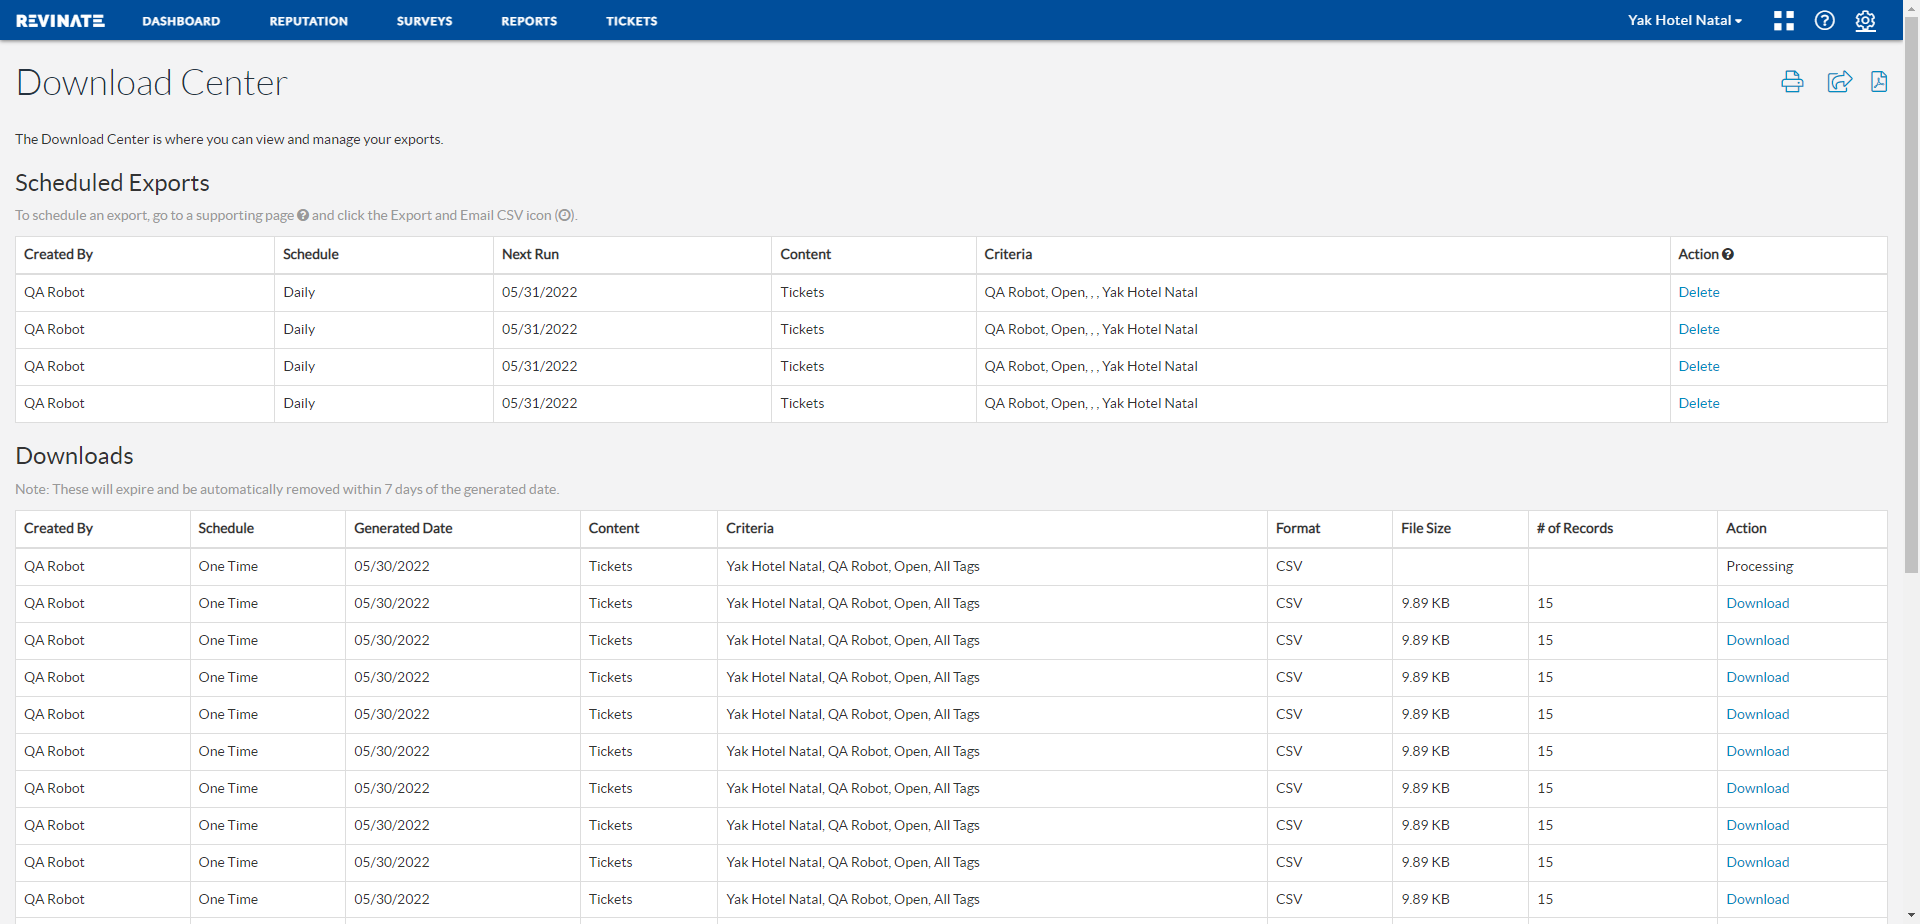 REVINATE DASHBOARD REPUTATION SURVEYS REPORTS TICKETS Yak Hotel Natal
Download Center
The Download Center is where you can view and manage your exports.
Scheduled Exports
To schedule an export, go to a supporting page ? and click the Export and Email CSV icon ( ).
Created By Schedule Next Run Content Criteria Action ?
QA Robot Daily 05/31/2022 Tickets QA Robot, Open, , , Yak Hotel Natal Delete
QA Robot Daily 05/31/2022 Tickets QA Robot, Open, , , Yak Hotel Natal Delete
QA Robot Daily 05/31/2022 Tickets QA Robot, Open, , , Yak Hotel Natal Delete
QA Robot Daily 05/31/2022 Tickets QA Robot, Open, , , Yak Hotel Natal Delete
Downloads
Note: These will expire and be automatically removed within 7 days of the generated date.
Created By Schedule Generated Date Content Criteria Format File Size # of Records Action
QA Robot One Time 05/30/2022 Tickets Yak Hotel Natal, QA Robot, Open, All Tags CSV Processing
QA Robot One Time 05/30/2022 Tickets Yak Hotel Natal, QA Robot, Open, All Tags CSV 9.89 KB 15 Download
QA Robot One Time 05/30/2022 Tickets Yak Hotel Natal, QA Robot, Open, All Tags CSV 9.89 KB 15 Download
QA Robot One Time 05/30/2022 Tickets Yak Hotel Natal, QA Robot, Open, All Tags CSV 9.89 KB 15 Download
QA Robot One Time 05/30/2022 Tickets Yak Hotel Natal, QA Robot, Open, All Tags CSV 9.89 KB 15 Download
QA Robot One Time 05/30/2022 Tickets Yak Hotel Natal, QA Robot, Open, All Tags CSV 9.89 KB 15 Download
QA Robot One Time 05/30/2022 Tickets Yak Hotel Natal, QA Robot, Open, All Tags CSV 9.89 KB 15 Download
QA Robot One Time 05/30/2022 Tickets Yak Hotel Natal, QA Robot, Open, All Tags CSV 9.89 KB 15 Download
QA Robot One Time 05/30/2022 Tickets Yak Hotel Natal, QA Robot, Open, All Tags CSV 9.89 KB 15 Download
QA Robot One Time 05/30/2022 Tickets Yak Hotel Natal, QA Robot, Open, All Tags CSV 9.89 KB 15 Download